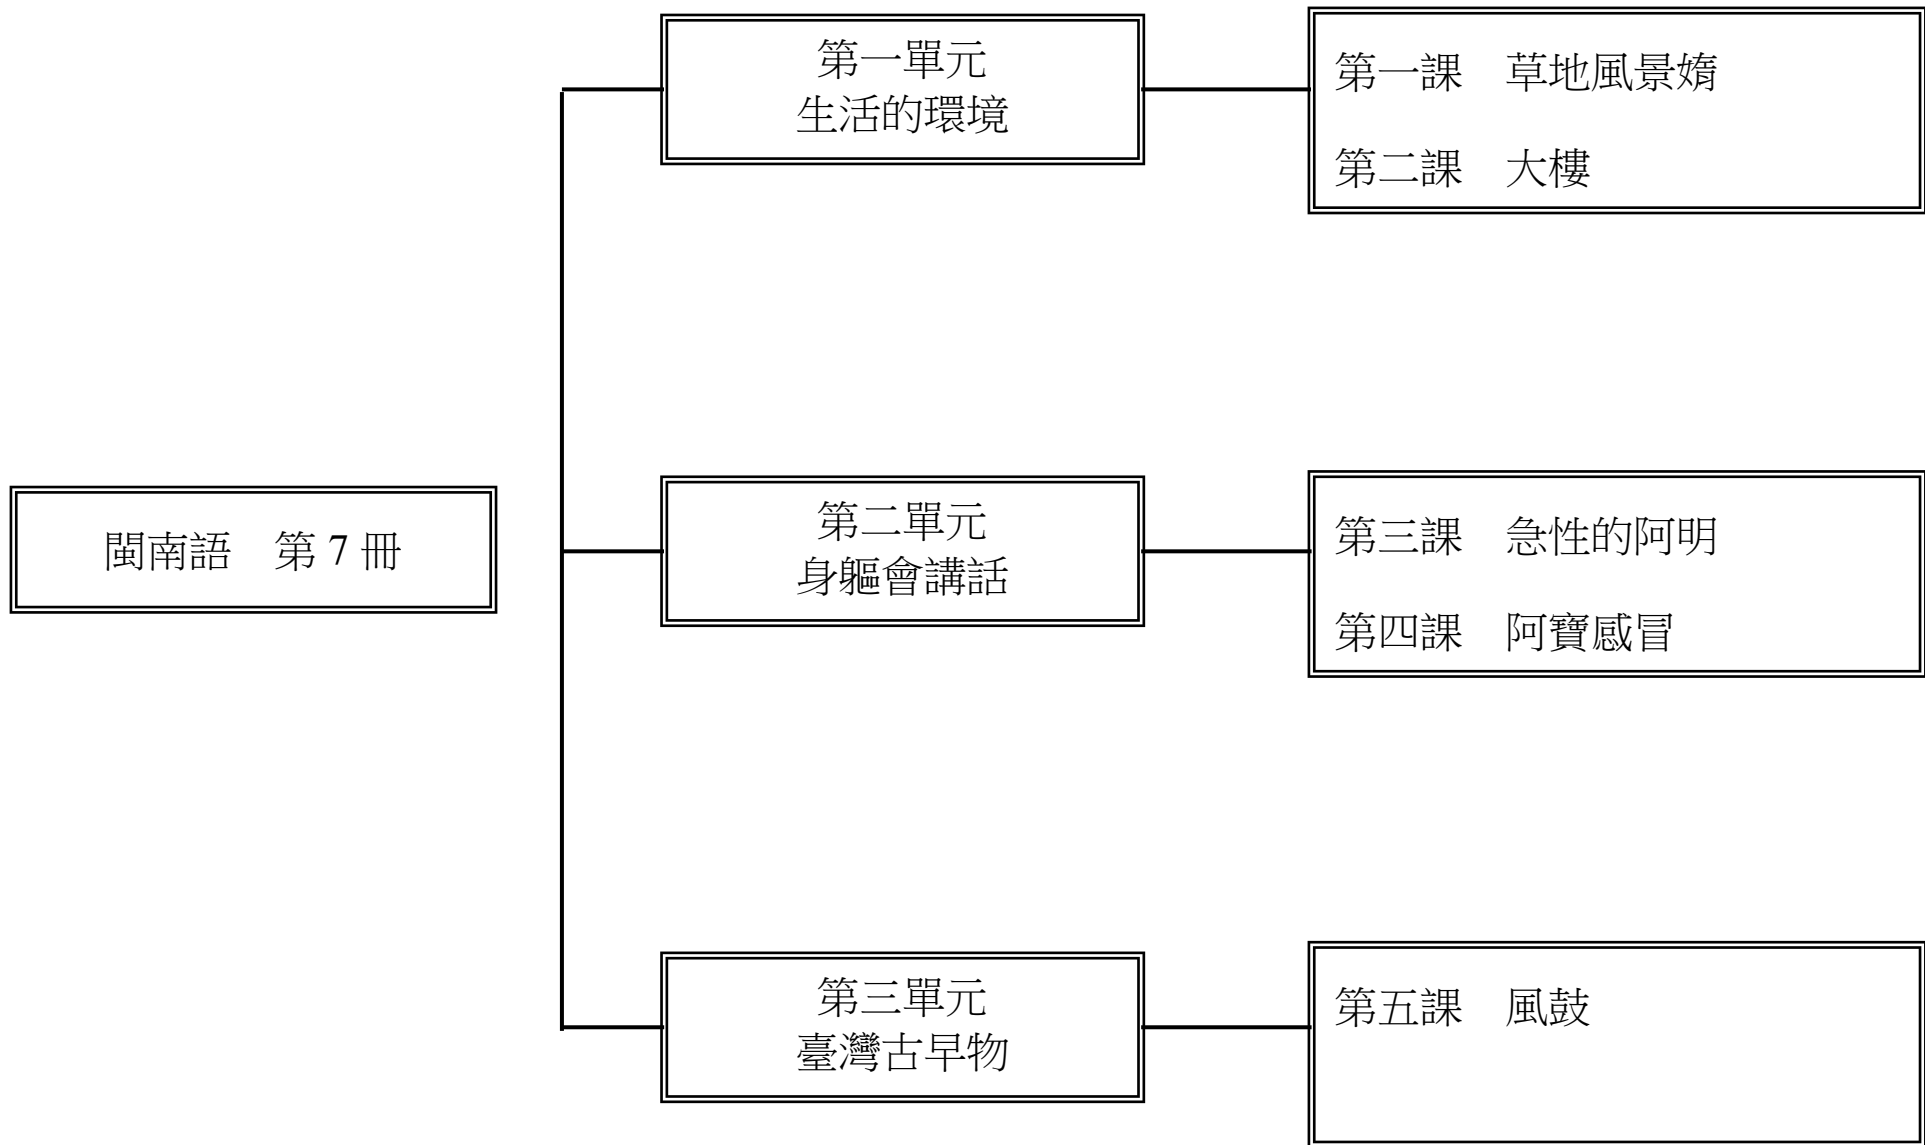 閩南語　第 7 冊
第一單元
生活的環境
第一課　草地風景媠
第二課　大樓
第二單元
身軀會講話
第三課　急性的阿明
第四課　阿寶感冒
第三單元
臺灣古早物
第五課　風鼓